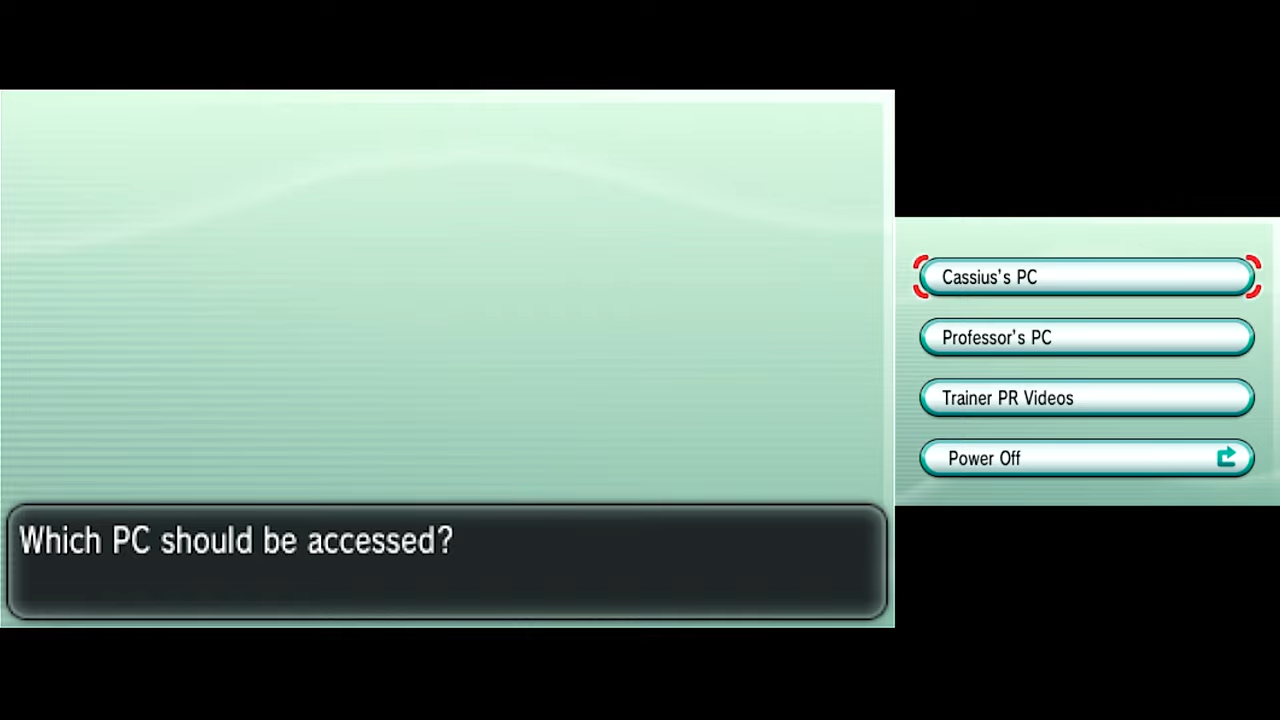 Which PC should be accessed?
Cassius's PC
Professor's PC
Trainer PR Videos
Power Off